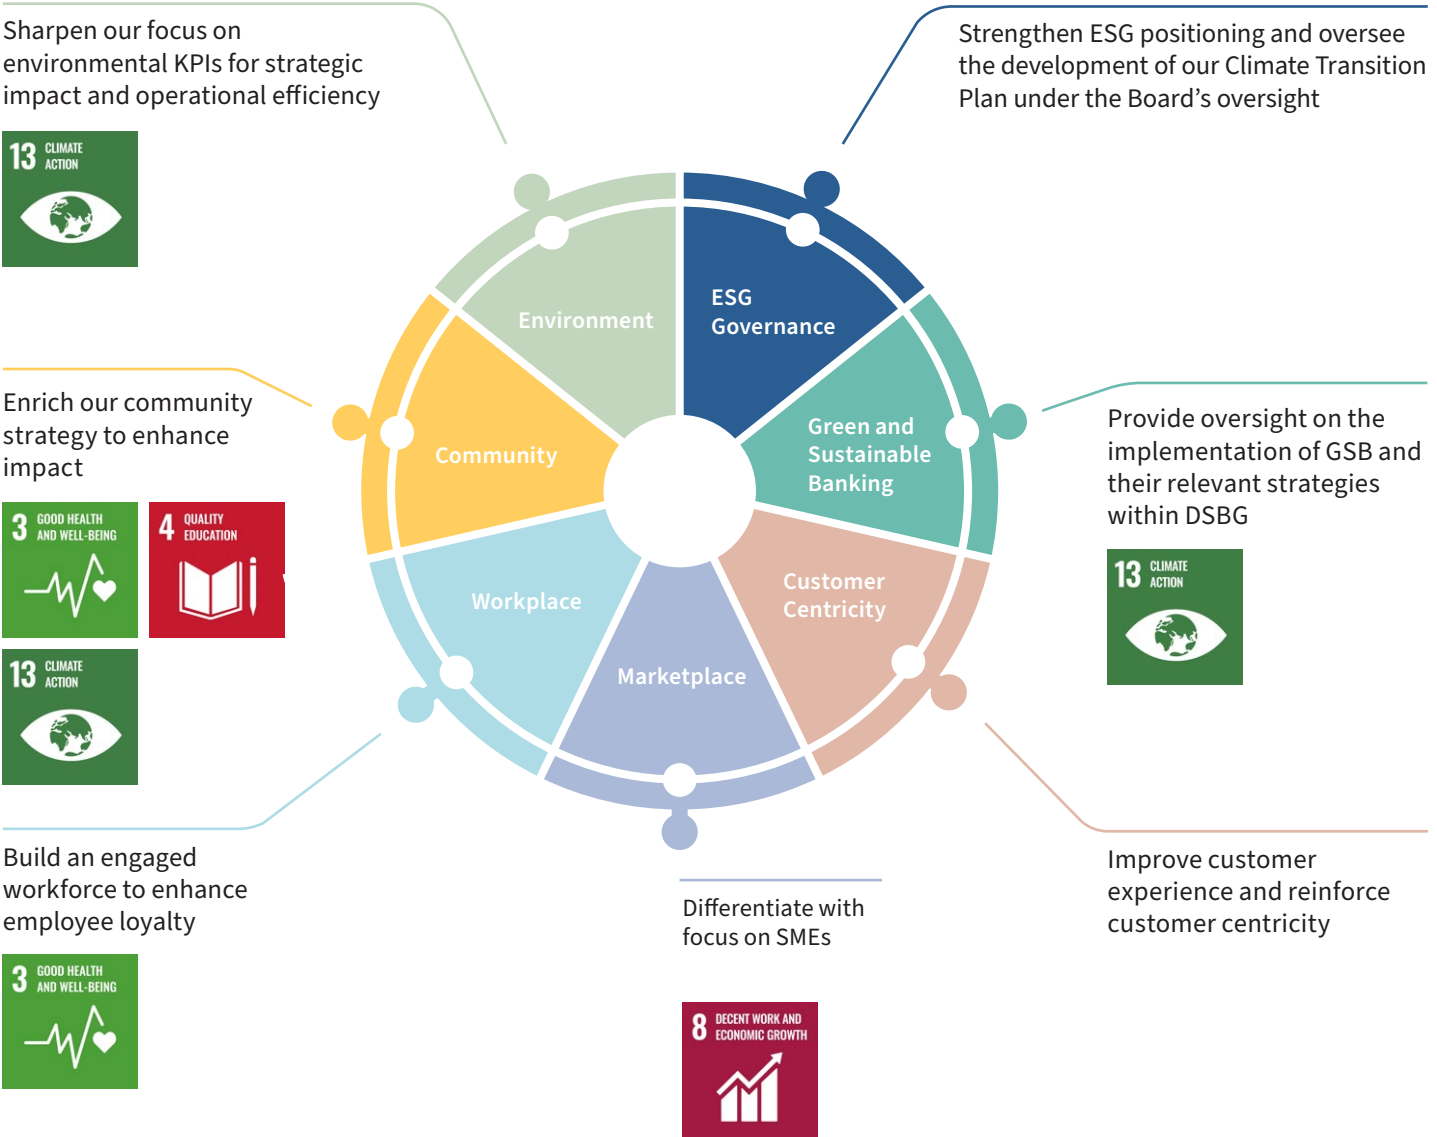 Sharpen our focus on
environmental KPIs for strategic
impact and operational efficiency
13 CLIMATE
ACTION
Strengthen ESG positioning and oversee
the development of our Climate Transition
Plan under the Board’s oversight
Environment
ESG
Governance
Community
Green and
Sustainable
Banking
Workplace
Customer
Centricity
Marketplace
Enrich our community
strategy to enhance
impact
3 GOOD HEALTH
AND WELL-BEING
4 QUALITY
EDUCATION
13 CLIMATE
ACTION
Provide oversight on the
implementation of GSB and
their relevant strategies
within DSBG
13 CLIMATE
ACTION
Build an engaged
workforce to enhance
employee loyalty
3 GOOD HEALTH
AND WELL-BEING
Differentiate with
focus on SMEs
8 DECENT WORK AND
ECONOMIC GROWTH
Improve customer
experience and reinforce
customer centricity